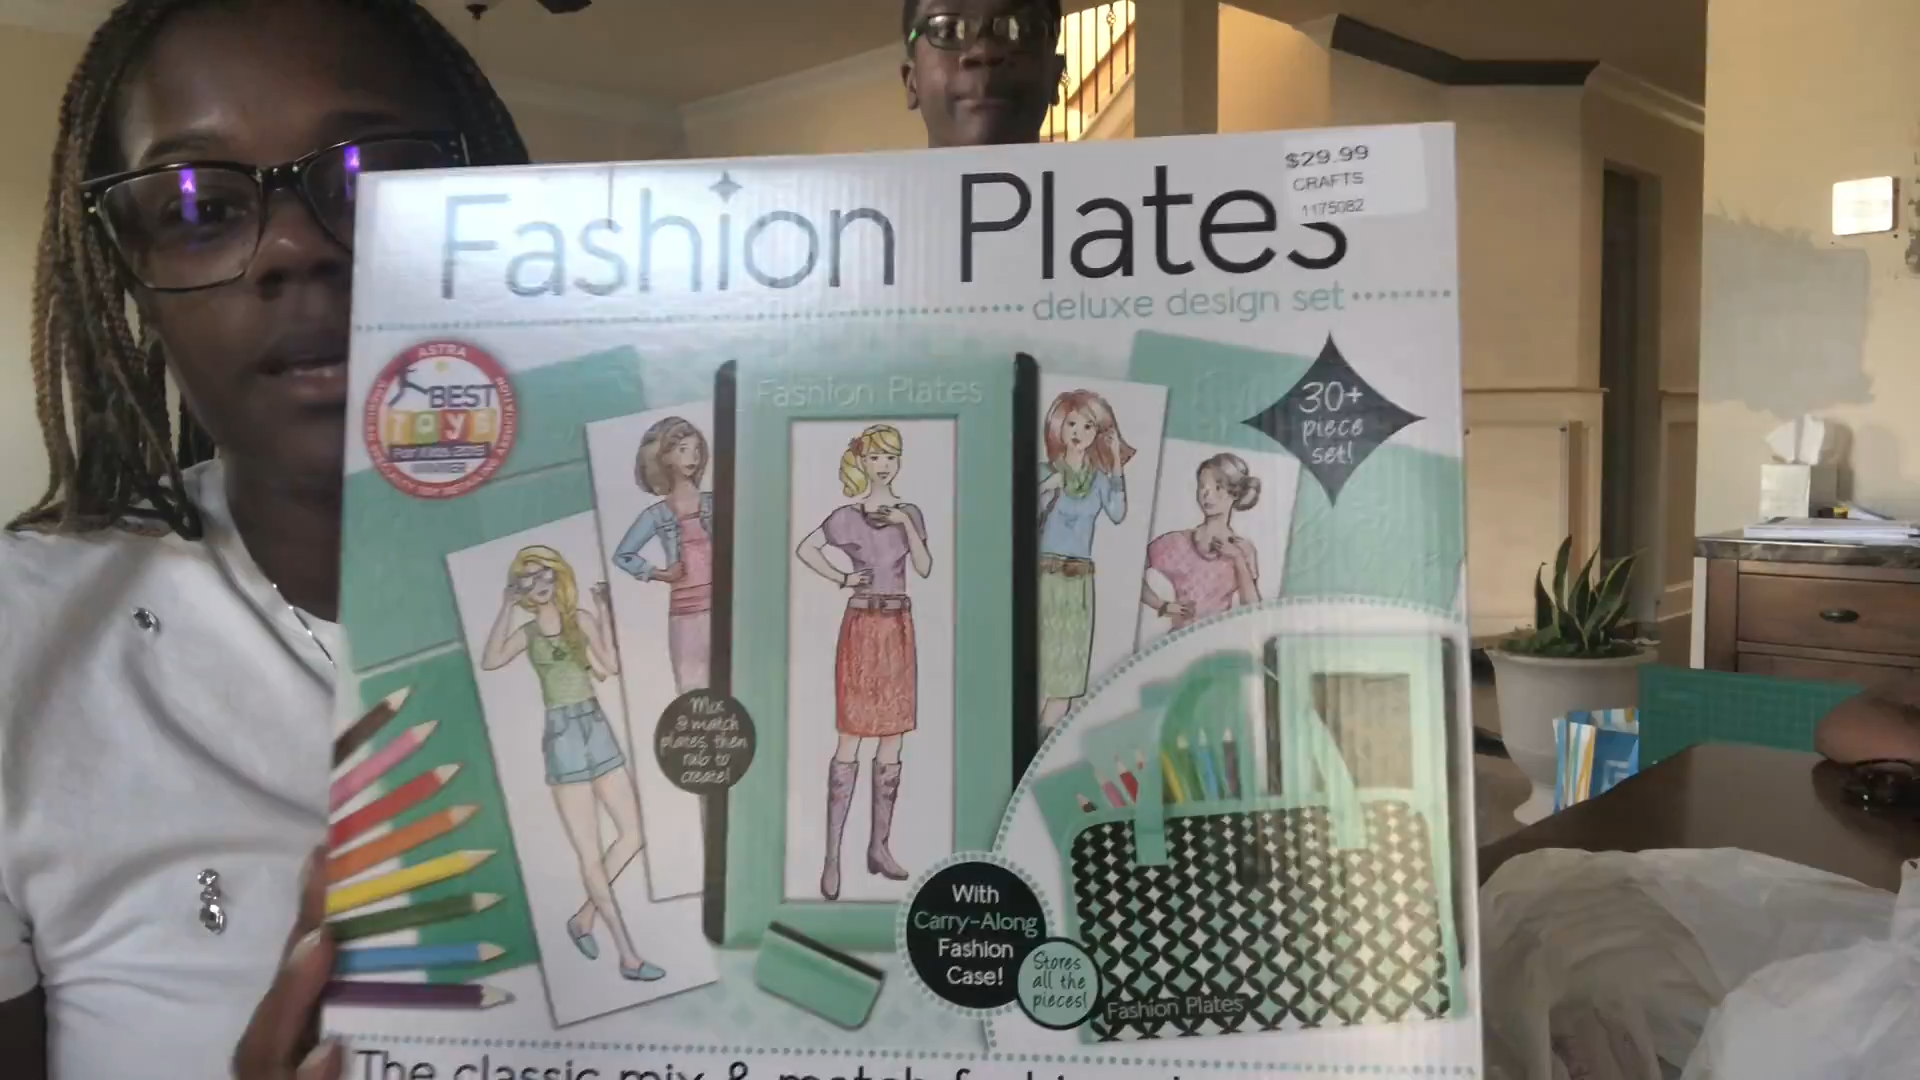 Fashion Plates
$29.99
CRAFTS
1175082
deluxe design set
ASTRA
BEST
Toys
For Kids
WINNER
Fashion Plates
30+
piece
set!
Mix
& match
plates, then
rub to
create!
With
Carry-Along
Fashion
Case!
Stores
all the
pieces!
Fashion Plates
The classic mix & match